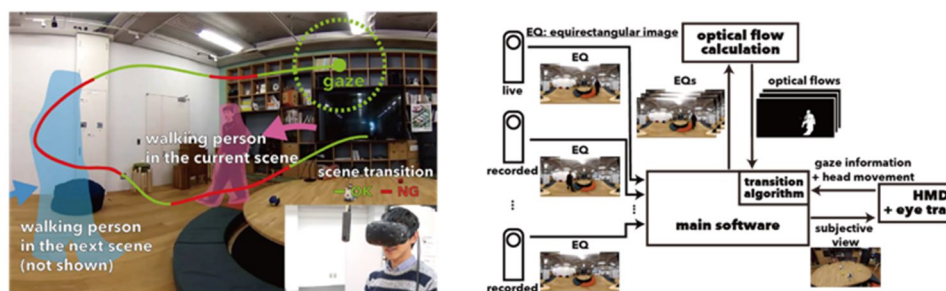 gaze
walking person
in the current scene
scene transition
OK NG
walking person
in the next scene
(not shown)
EQ: equirectangular image
live
EQ
recorded
EQ
recorded
EQ
optical flow
calculation
EQs
optical flows
transition
algorithm
main software
gaze information
+ head movement
HMD
+ eye tra
subjective
view